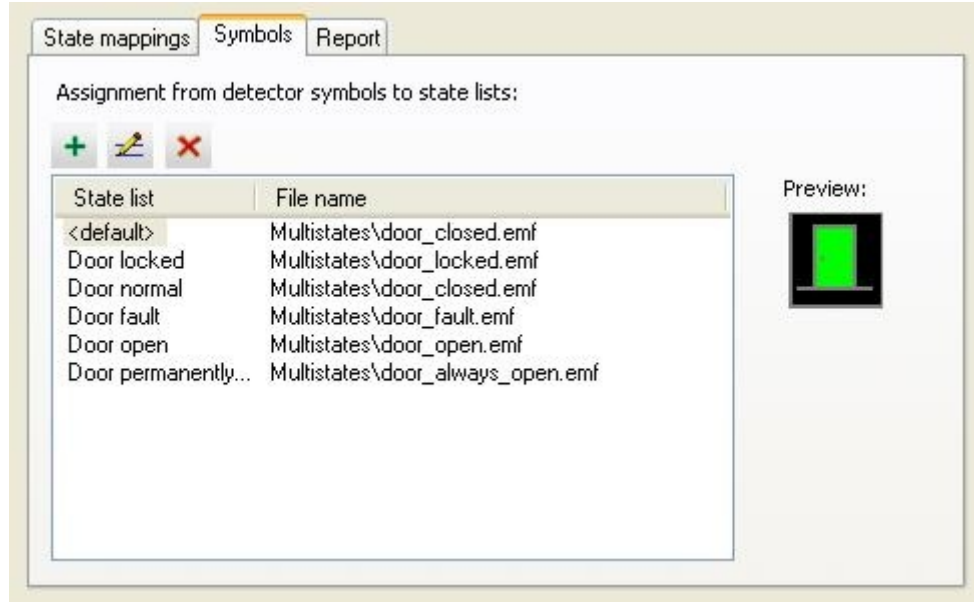 State mappings Symbols Report
Assignment from detector symbols to state lists:
State list File name
Preview:
<default> Multistates\door_closed.emf
Door locked Multistates\door_locked.emf
Door normal Multistates\door_closed.emf
Door fault Multistates\door_fault.emf
Door open Multistates\door_open.emf
Door permanently... Multistates\door_always_open.emf